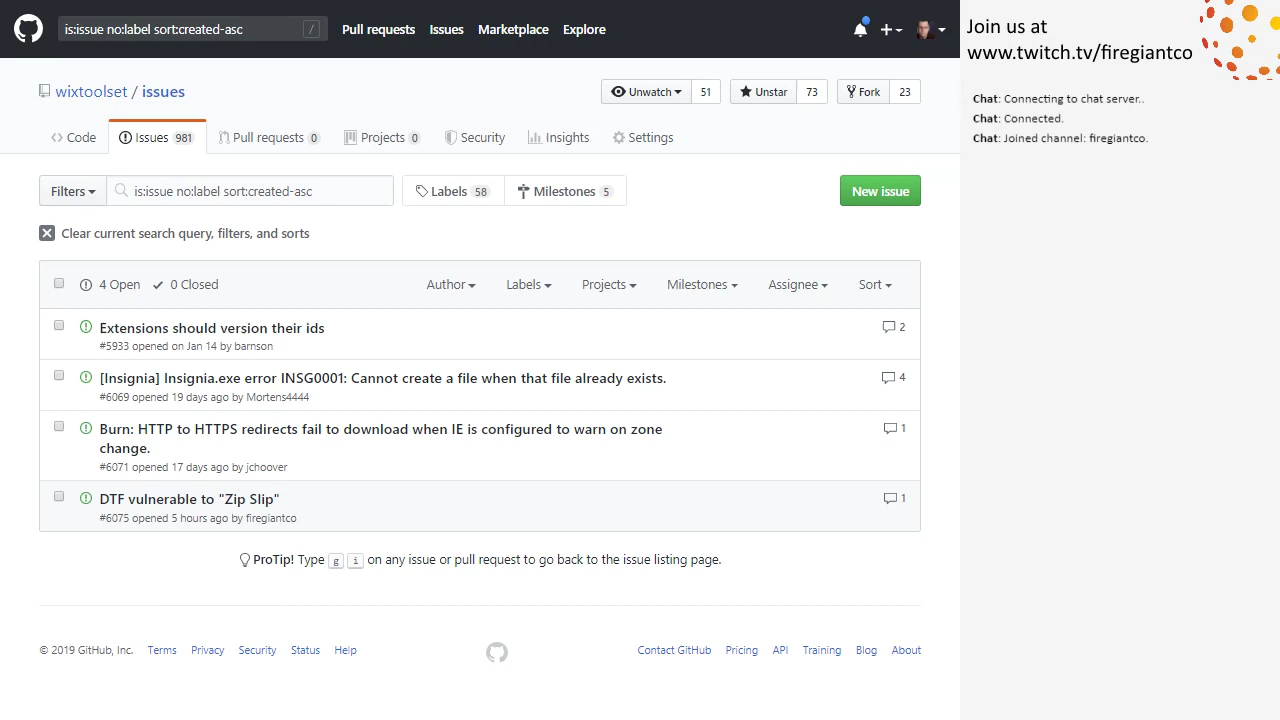 is:issue no:label sort:created-asc /
Pull requests Issues Marketplace Explore
wixtoolset / issues
Unwatch 51 Unstar 73 Fork 23
Code Issues 981 Pull requests 0 Projects 0 Security Insights Settings
Filters is:issue no:label sort:created-asc Labels 58 Milestones 5 New issue
Clear current search query, filters, and sorts
4 Open 0 Closed Author Labels Projects Milestones Assignee Sort
Extensions should version their ids 2
#5933 opened on Jan 14 by barnson
[Insignia] Insignia.exe error INSG0001: Cannot create a file when that file already exists. 4
#6069 opened 19 days ago by Mortens4444
Burn: HTTP to HTTPS redirects fail to download when IE is configured to warn on zone 1
change.
#6071 opened 17 days ago by jchoover
DTF vulnerable to "Zip Slip" 1
#6075 opened 5 hours ago by firegiantco
ProTip! Type g i on any issue or pull request to go back to the issue listing page.
© 2019 GitHub, Inc. Terms Privacy Security Status Help Contact GitHub Pricing API Training Blog About
Join us at
www.twitch.tv/firegiantco
Chat: Connecting to chat server..
Chat: Connected.
Chat: Joined channel: firegiantco.